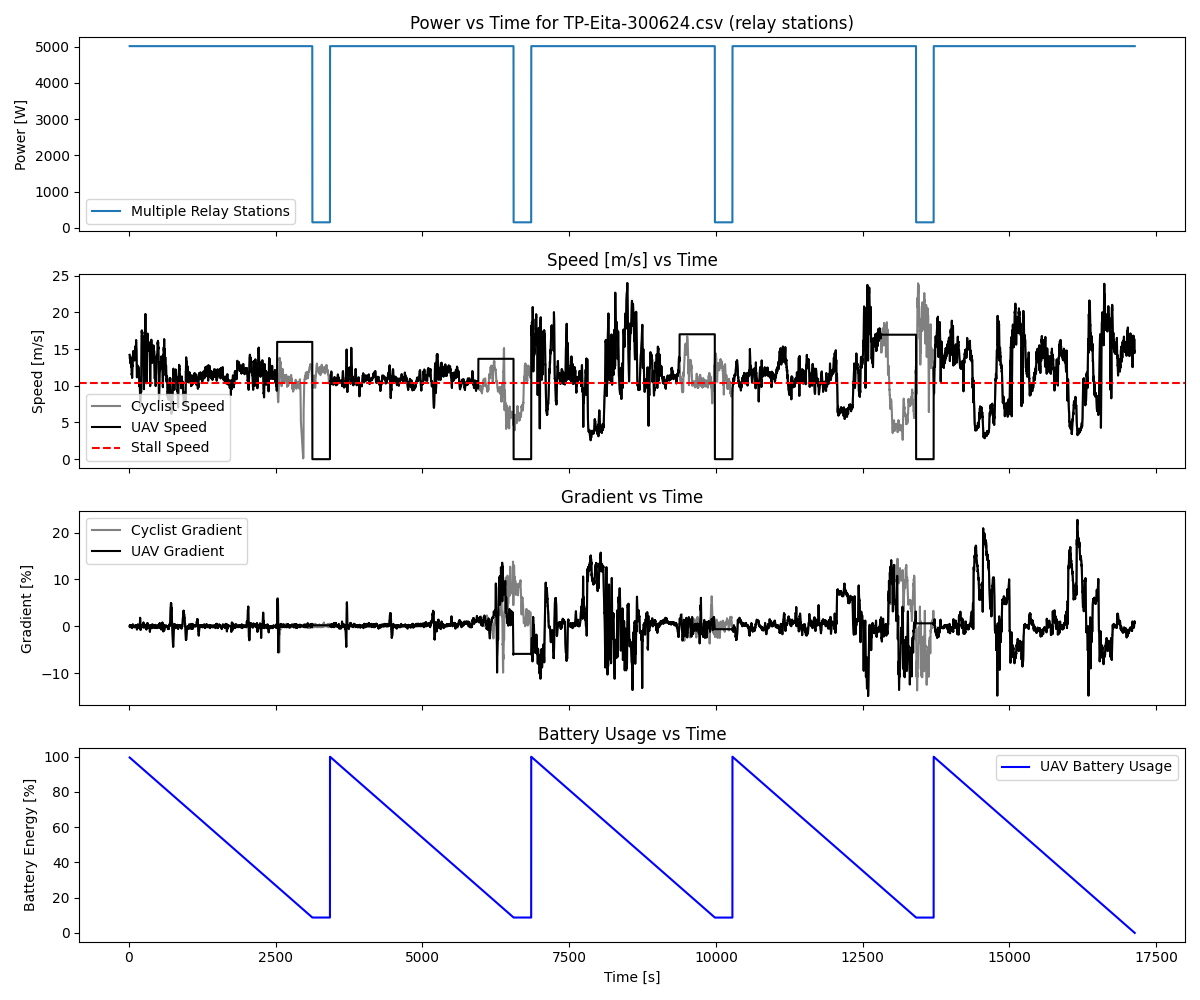 Power vs Time for TP-Eita-300624.csv (relay stations)
5000
4000
3000
2000
1000
0
Power [W]
Multiple Relay Stations
Speed [m/s] vs Time
25
20
15
10
5
0
Speed [m/s]
Cyclist Speed
UAV Speed
Stall Speed
Gradient vs Time
20
10
0
−10
Gradient [%]
Cyclist Gradient
UAV Gradient
Battery Usage vs Time
100
80
60
40
20
0
Battery Energy [%]
UAV Battery Usage
0 2500 5000 7500 10000 12500 15000 17500
Time [s]